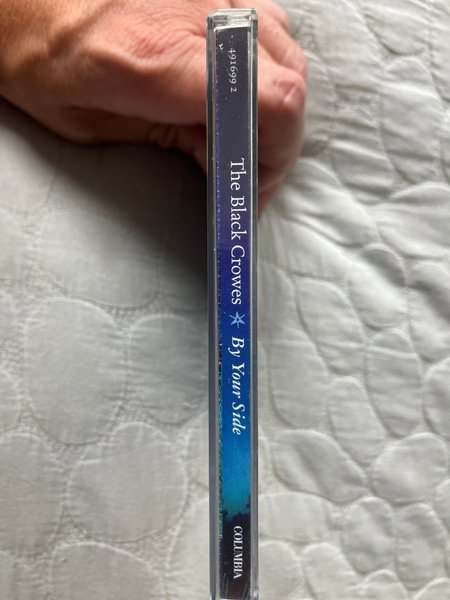 491699 2
The Black Crowes
By Your Side
COLUMBIA